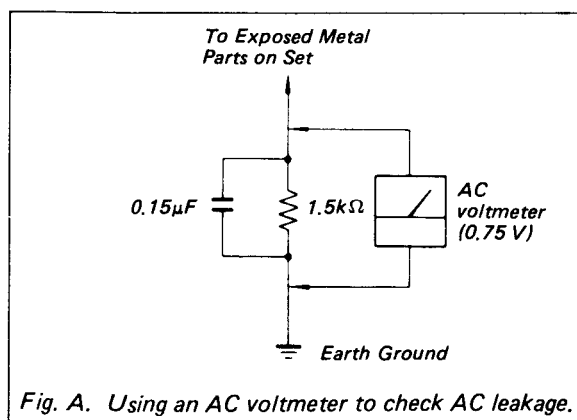 To Exposed Metal
Parts on Set
0.15µF
1.5kΩ
AC
voltmeter
(0.75 V)
Earth Ground
Fig. A. Using an AC voltmeter to check AC leakage.